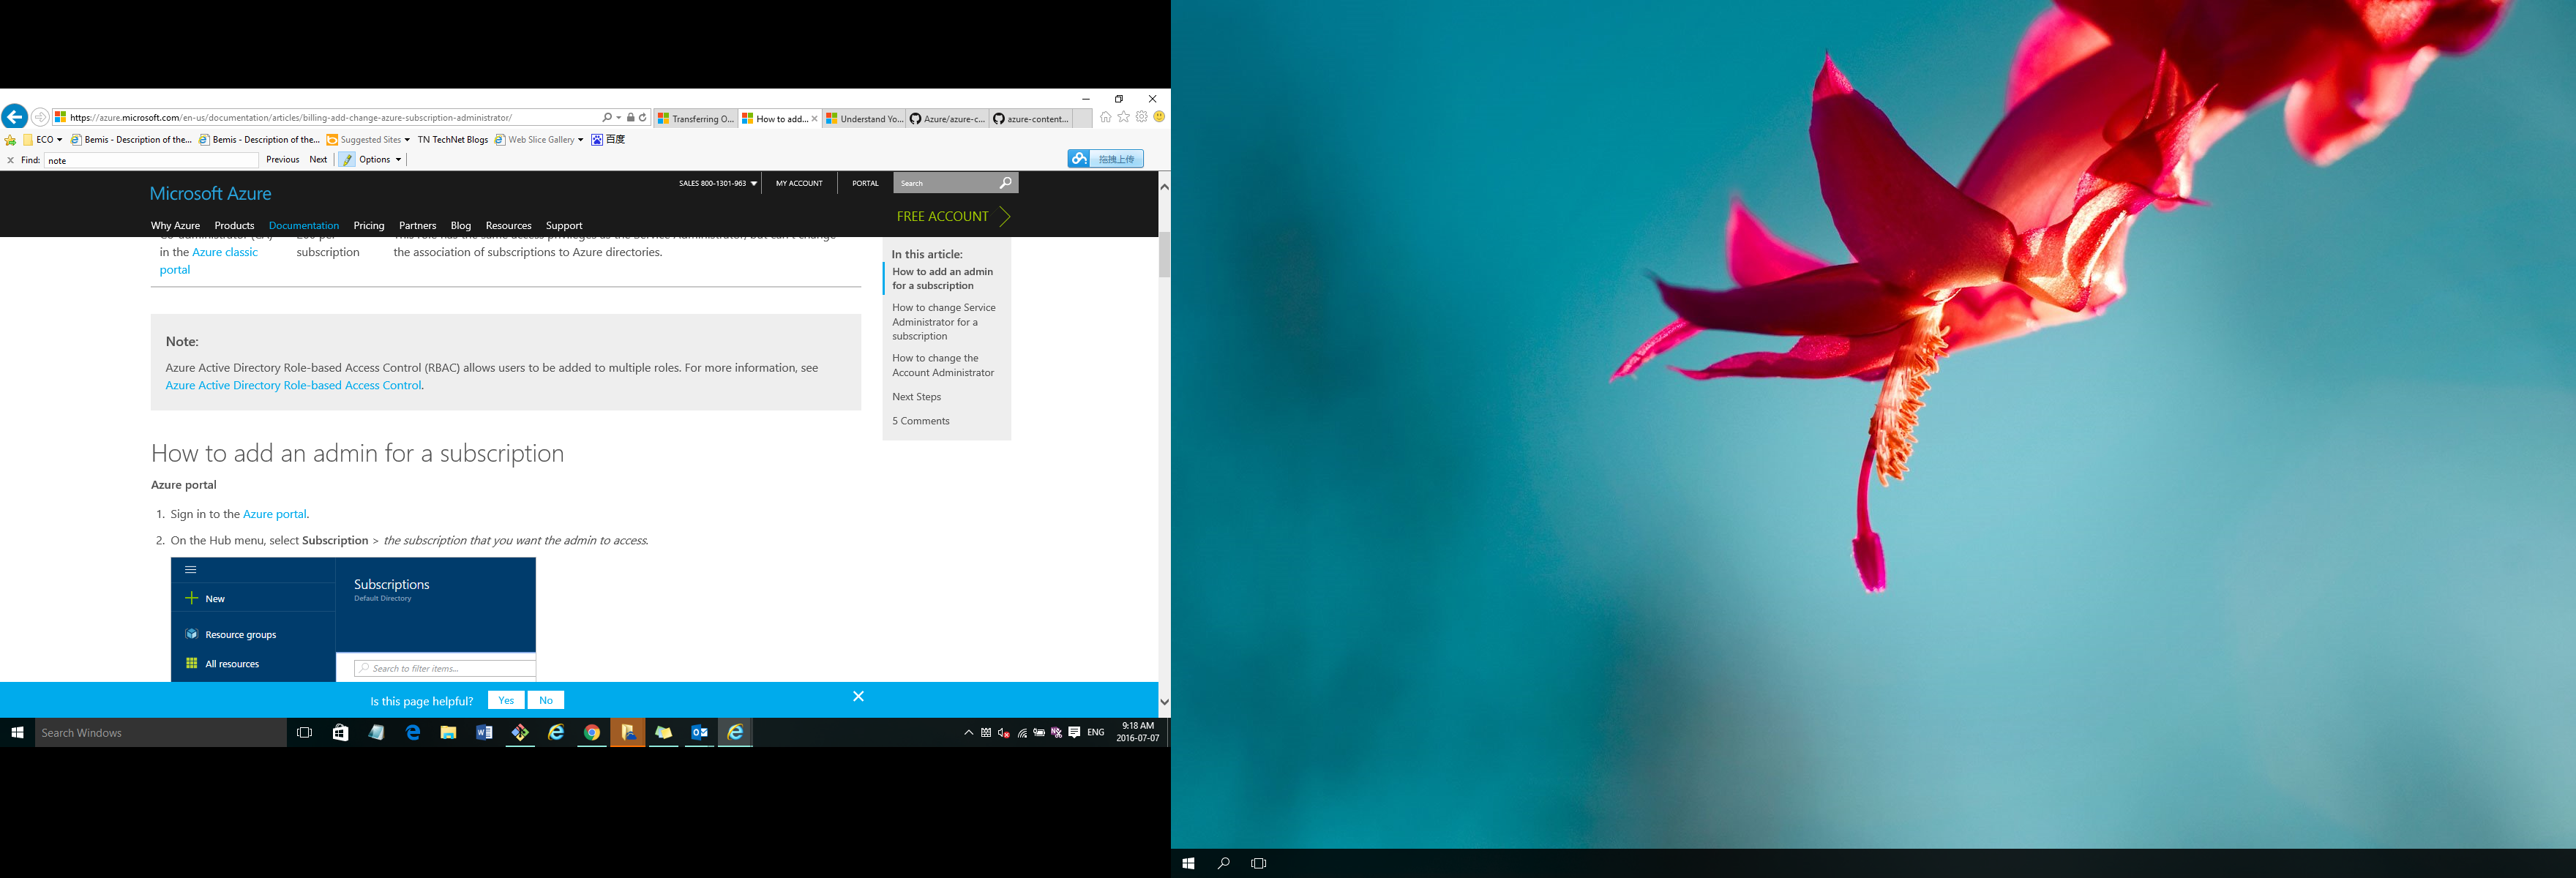 https://azure.microsoft.com/en-us/documentation/articles/billing-add-change-azure-subscription-administrator/
Transferring O...
How to add...
Understand Yo...
Azure/azure-c...
azure-content...
ECO
Bemis - Description of the...
Bemis - Description of the...
Suggested Sites
TN TechNet Blogs
Web Slice Gallery
百度
Find: note
Previous
Next
Options
拖拽上传
SALES 800-1301-963
MY ACCOUNT
PORTAL
Search
Microsoft Azure
FREE ACCOUNT
Why Azure
Products
Documentation
Pricing
Partners
Blog
Resources
Support
in the Azure classic
portal
subscription
the association of subscriptions to Azure directories.
Note:
Azure Active Directory Role-based Access Control (RBAC) allows users to be added to multiple roles. For more information, see
Azure Active Directory Role-based Access Control.
How to add an admin for a subscription
Azure portal
1. Sign in to the Azure portal.
2. On the Hub menu, select Subscription > the subscription that you want the admin to access.
New
Resource groups
All resources
Subscriptions
Default Directory
Search to filter items...
In this article:
How to add an admin
for a subscription
How to change Service
Administrator for a
subscription
How to change the
Account Administrator
Next Steps
5 Comments
Is this page helpful?
Yes
No
Search Windows
ENG
9:18 AM
2016-07-07